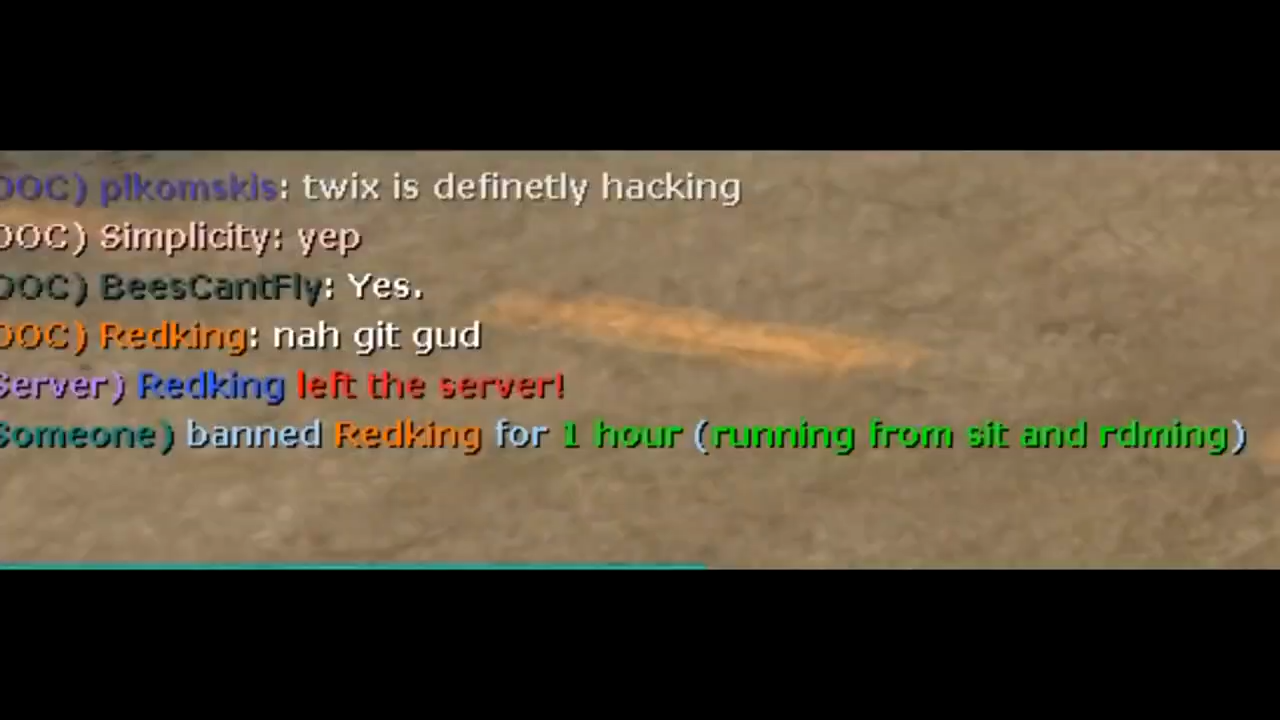 OOC) plkomskls: twix is definetly hacking
OOC) Simplicity: yep
OOC) BeesCantFly: Yes.
OOC) Redking: nah git gud
Server) Redking left the server!
Someone) banned Redking for 1 hour (running from sit and rdming)